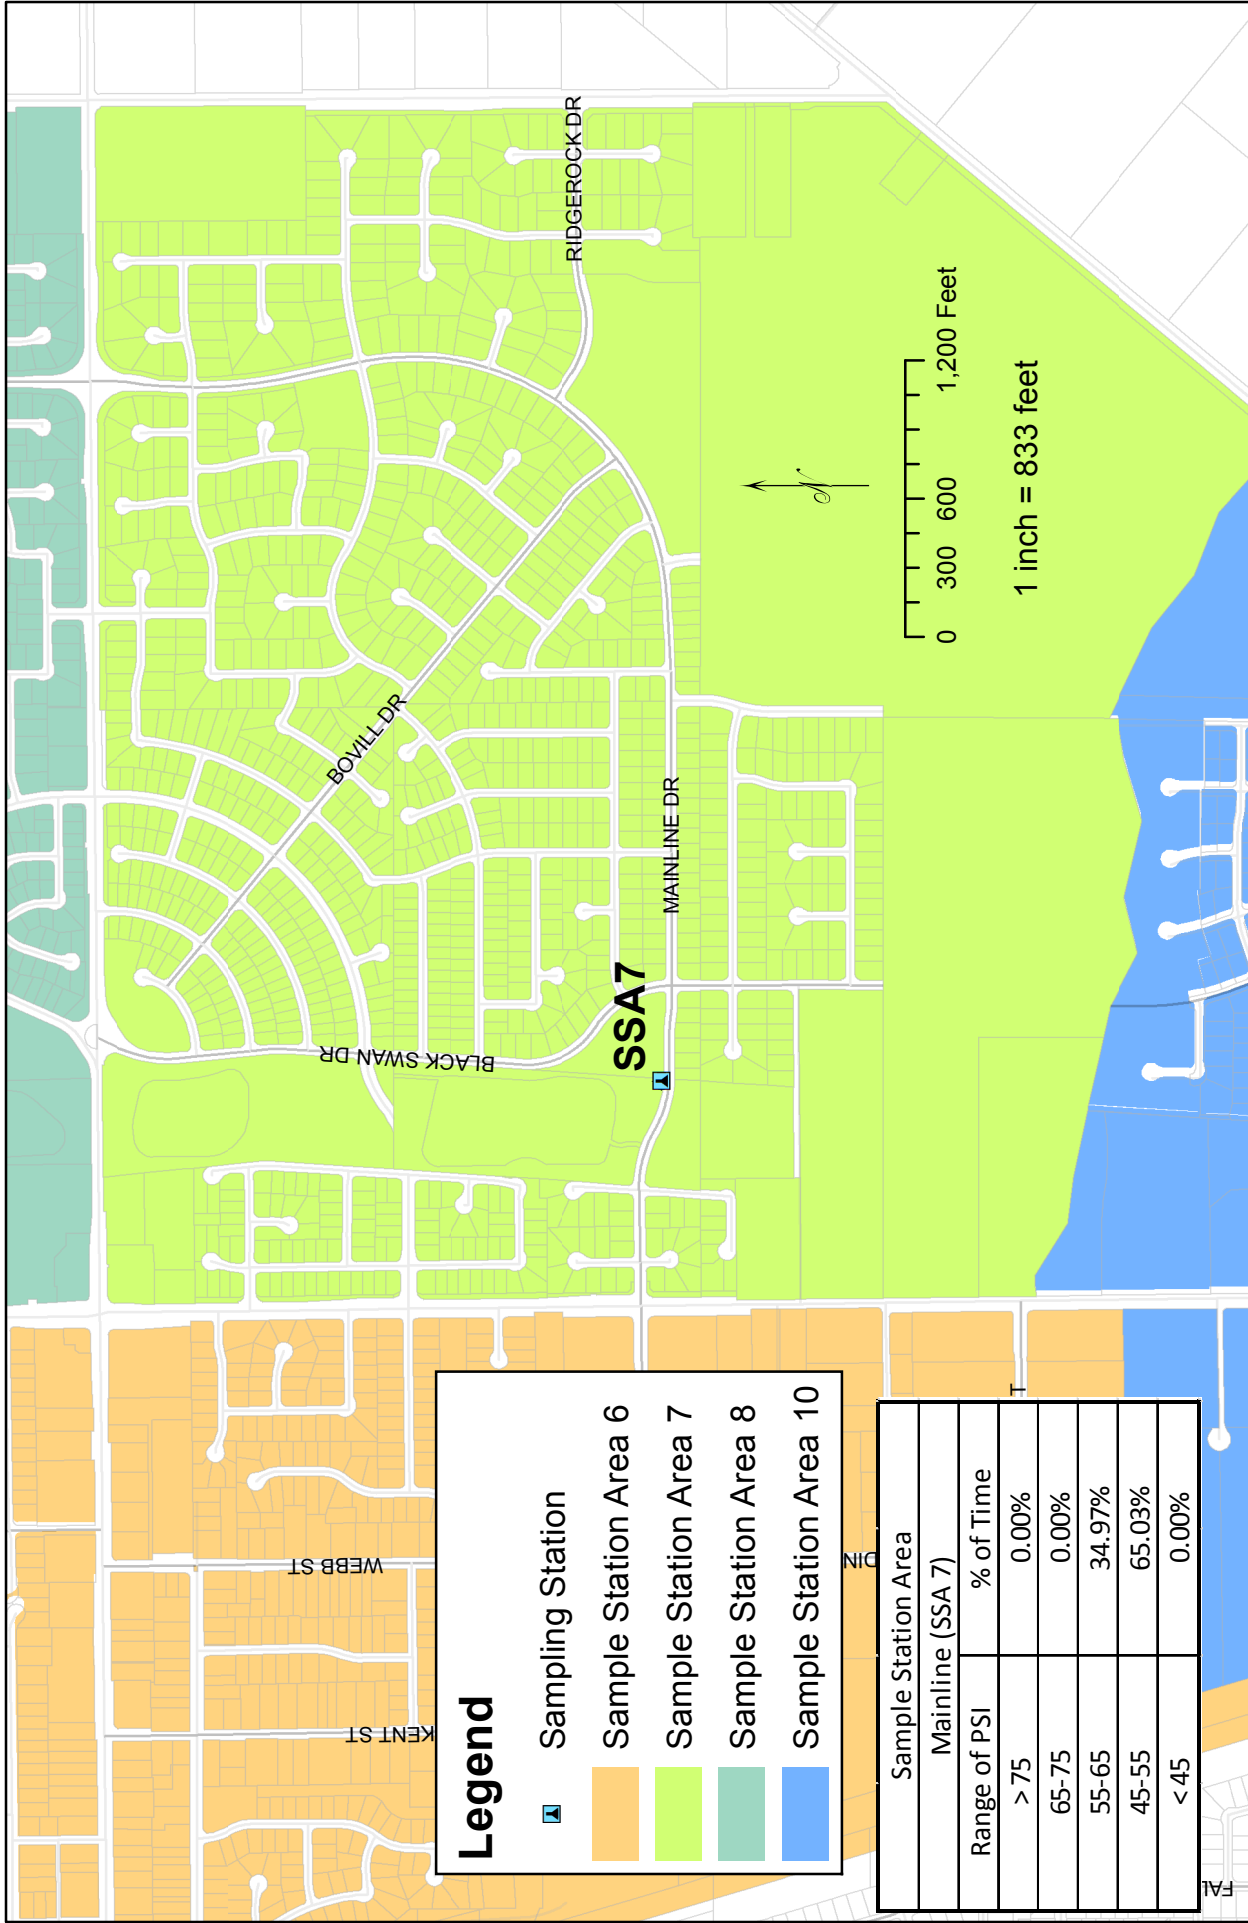 RIDGEROCK DR
BOVILL DR
MAINLINE DR
BLACK SWAN DR
SSA7
WEBB ST
KENT ST
DIN
T
FAL
N
0 300 600 1,200 Feet
1 inch = 833 feet
Legend
Sampling Station
Sample Station Area 6
Sample Station Area 7
Sample Station Area 8
Sample Station Area 10
Sample Station Area
Mainline (SSA 7)
Range of PSI % of Time
> 75 0.00%
65-75 0.00%
55-65 34.97%
45-55 65.03%
< 45 0.00%